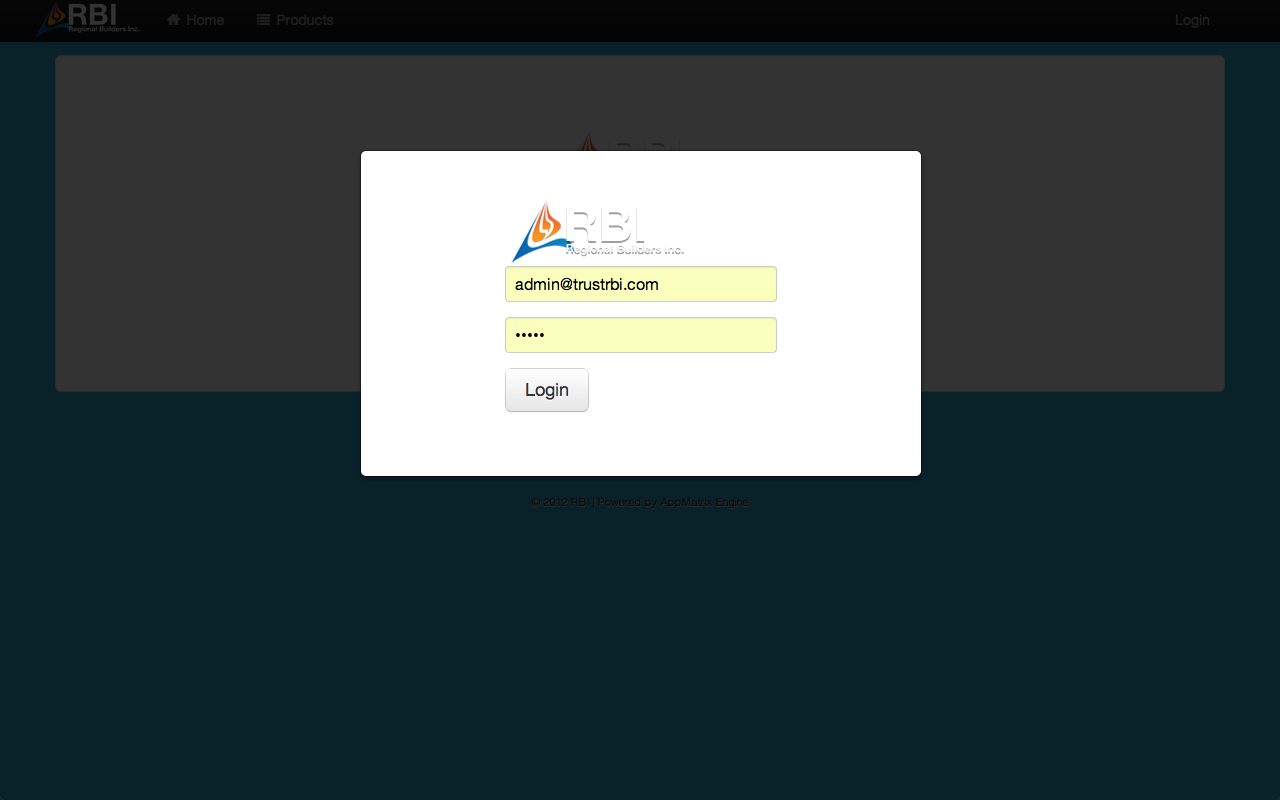 RBI
Regional Builders Inc.
Home
Products
Login
RBI
Regional Builders Inc.
admin@trustrbi.com
•••••
Login
© 2012 RBI | Powered by AppMatrix Engine